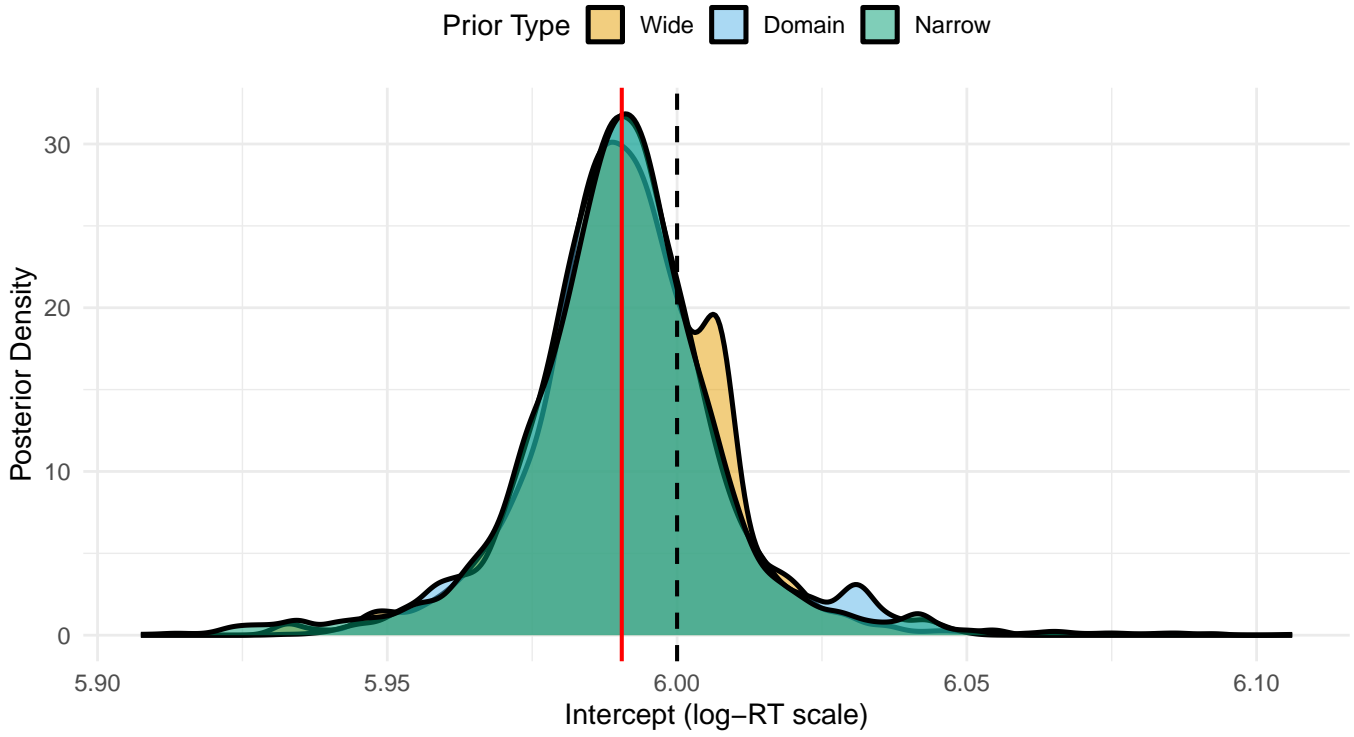 Prior Type Wide Domain Narrow
Posterior Density
30
20
10
0
5.90 5.95 6.00 6.05 6.10
Intercept (log−RT scale)